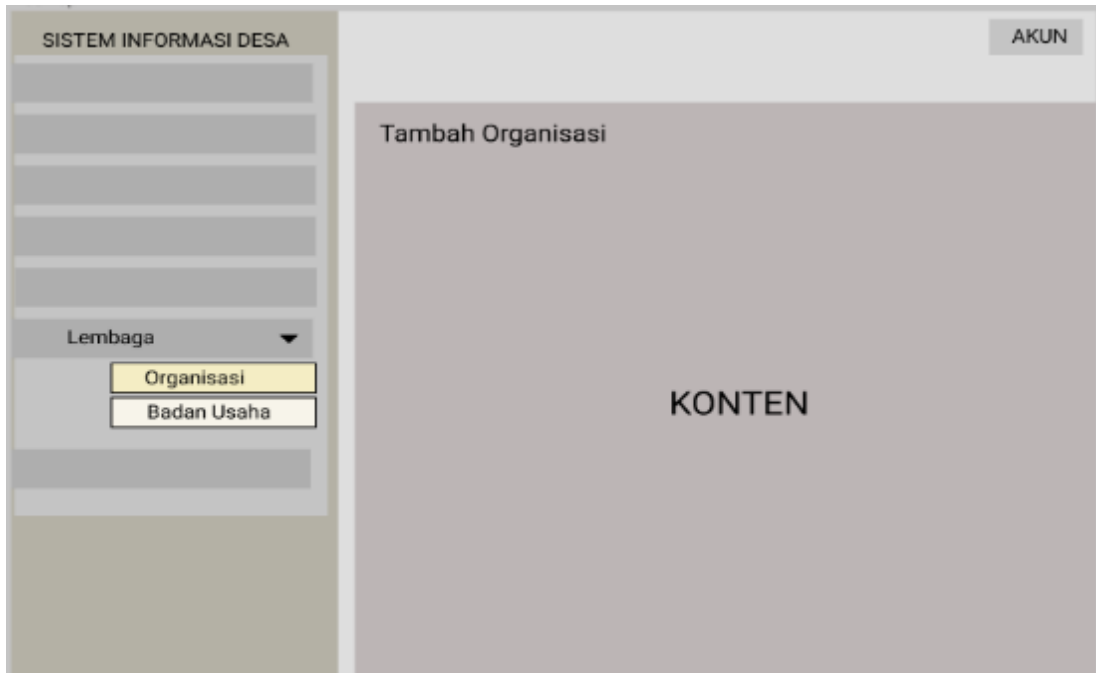 SISTEM INFORMASI DESA
AKUN
Tambah Organisasi
Lembaga
Organisasi
Badan Usaha
KONTEN